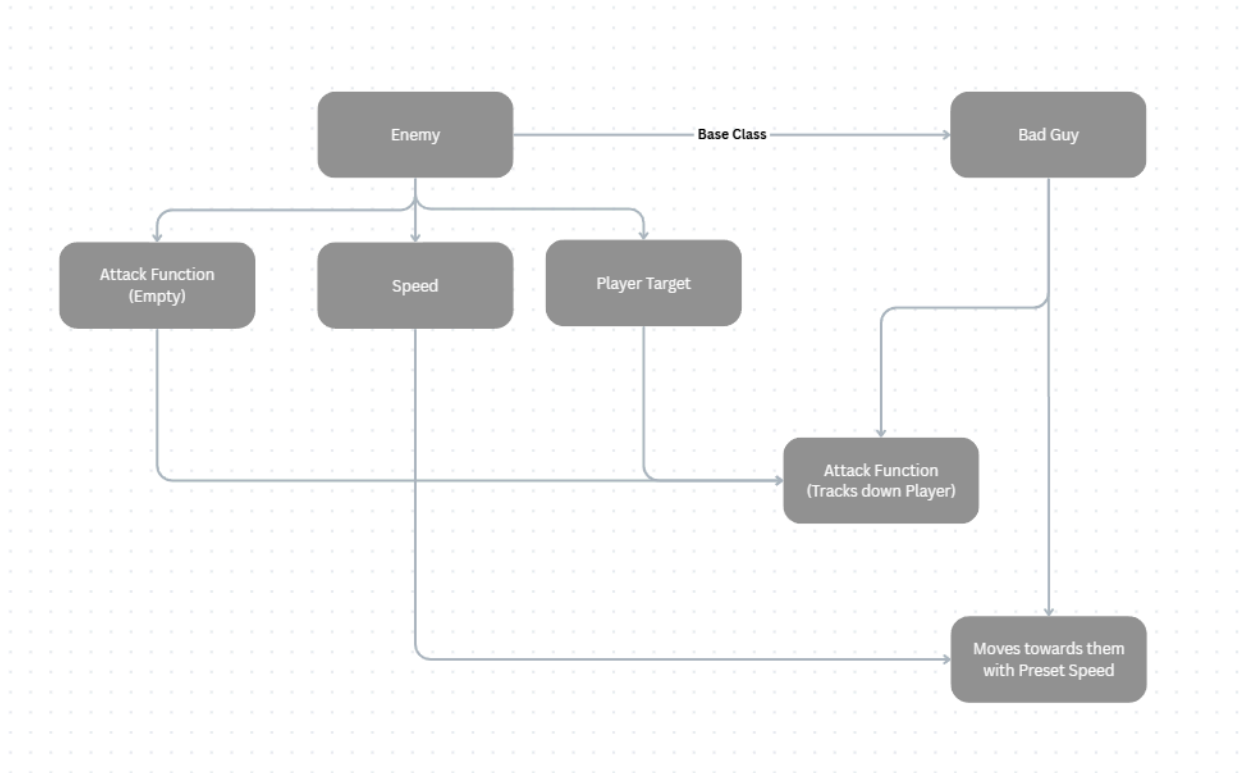 Enemy
Base Class
Bad Guy
Attack Function
(Empty)
Speed
Player Target
Attack Function
(Tracks down Player)
Moves towards them
with Preset Speed